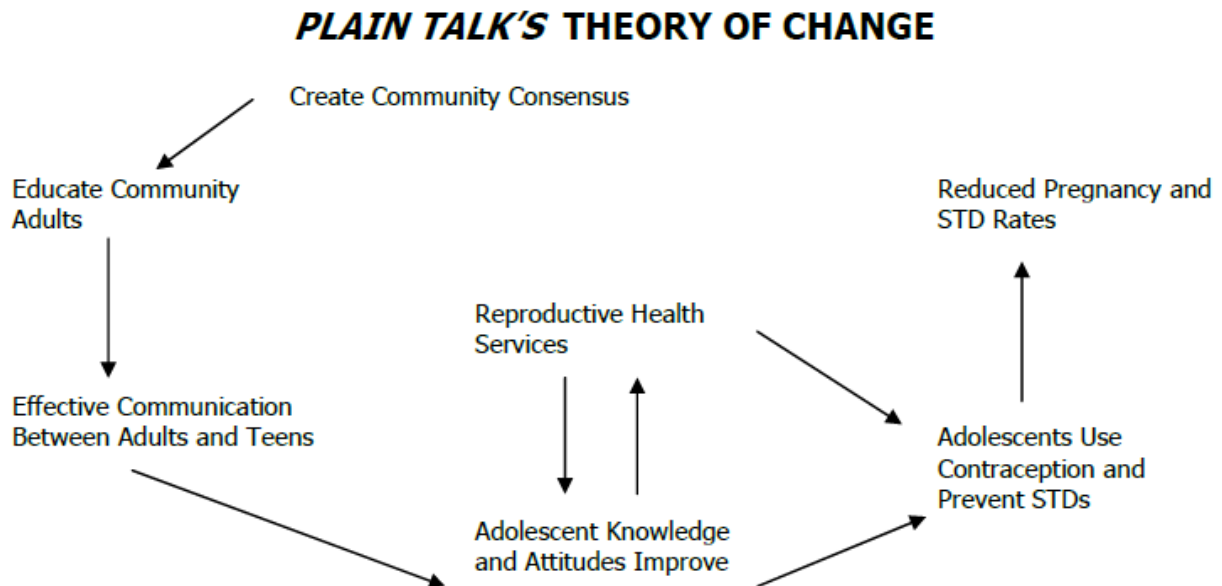 PLAIN TALK'S THEORY OF CHANGE
Create Community Consensus
Educate Community
Adults
Reduced Pregnancy and
STD Rates
Reproductive Health
Services
Effective Communication
Between Adults and Teens
Adolescents Use
Contraception and
Prevent STDs
Adolescent Knowledge
and Attitudes Improve